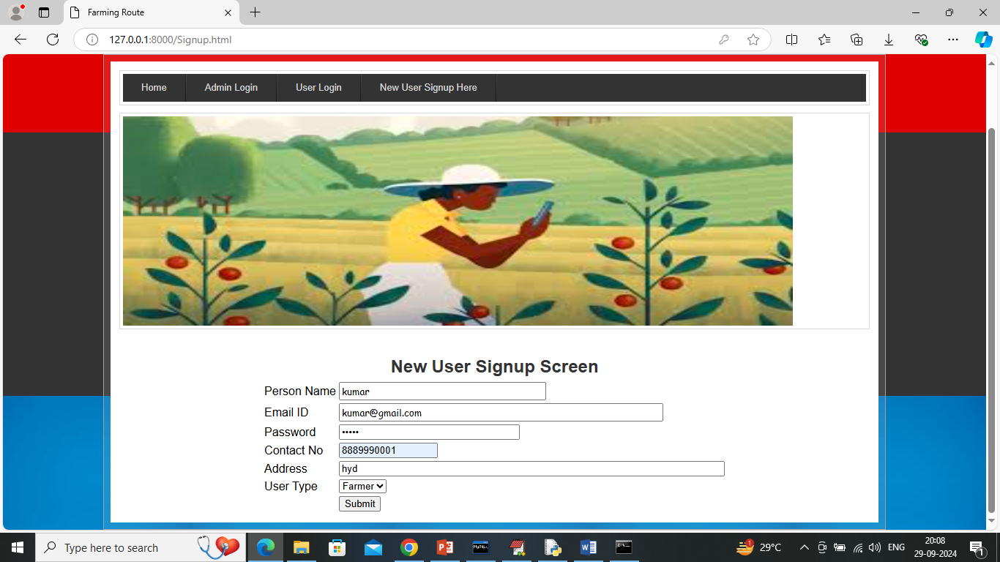 Farming Route
127.0.0.1:8000/Signup.html
Home Admin Login User Login New User Signup Here
New User Signup Screen
Person Name kumar
Email ID kumar@gmail.com
Password •••••
Contact No 8889990001
Address hyd
User Type Farmer
Submit
Type here to search
1 29°C ENG 20:08
29-09-2024 1